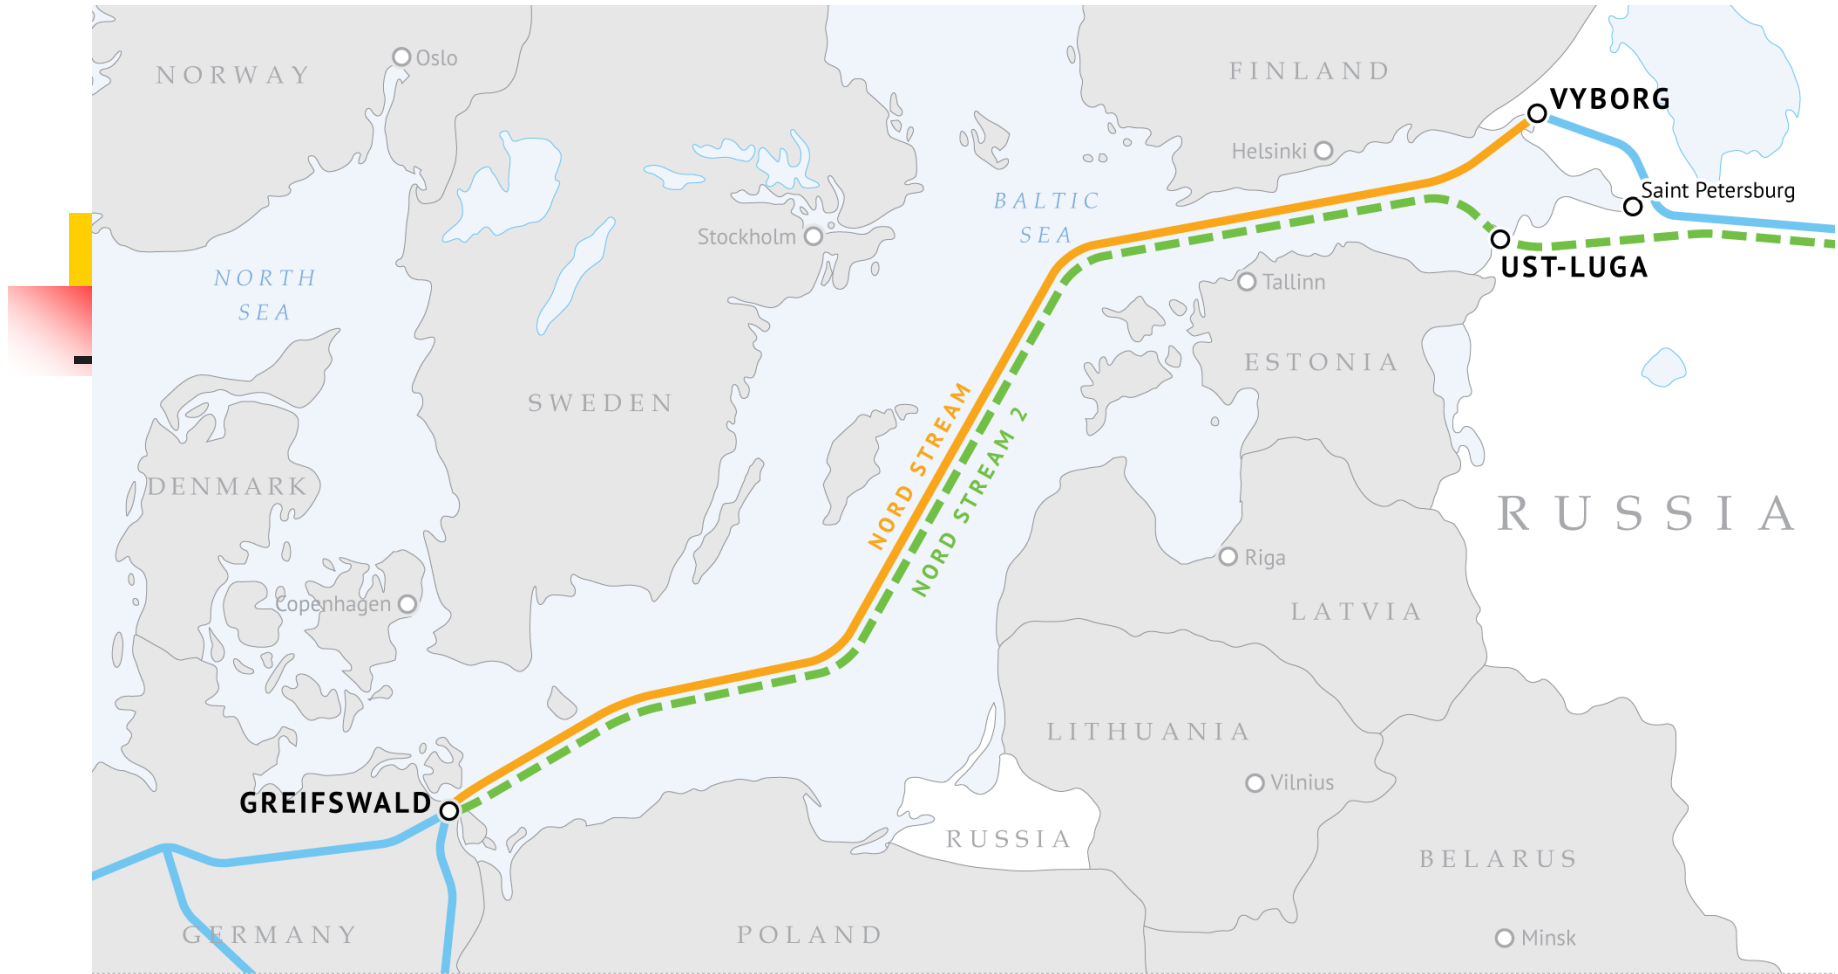 NORWAY
Oslo
FINLAND
VYBORG
Helsinki
Saint Petersburg
BALTIC
SEA
Stockholm
UST-LUGA
NORTH
SEA
Tallinn
ESTONIA
SWEDEN
NORD STREAM
NORD STREAM 2
DENMARK
RUSSIA
Riga
Copenhagen
LATVIA
LITHUANIA
Vilnius
GREIFSWALD
RUSSIA
BELARUS
GERMANY
POLAND
Minsk